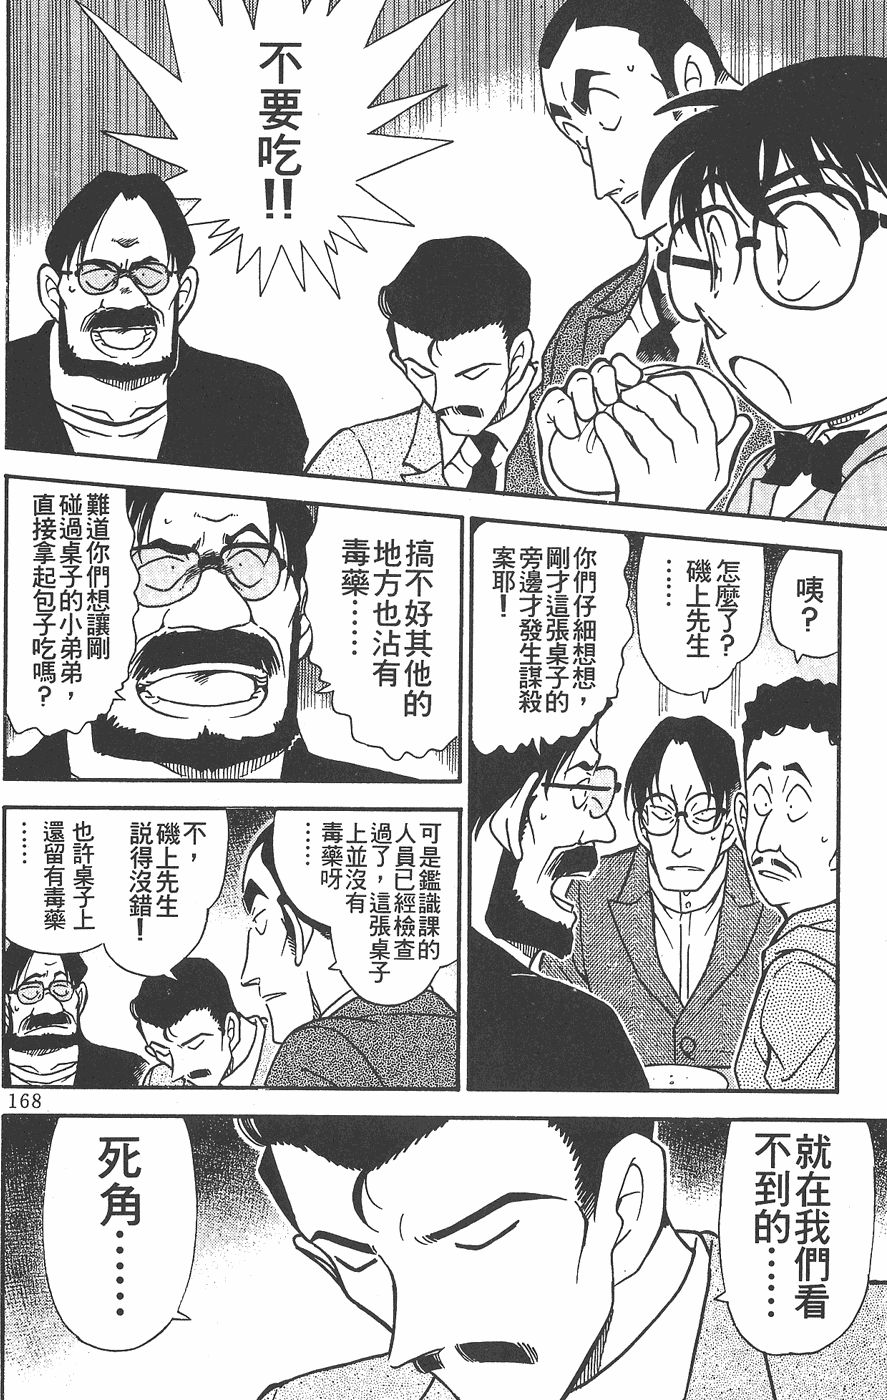 不要吃!!
咦？
怎麼了？
磯上先生
……
你們仔細想想，
剛才這張桌子的
旁邊才發生謀殺
案耶！
搞不好其他的
地方也沾有
毒藥……
難道你們想讓剛
碰過桌子的小弟弟，
直接拿起包子吃嗎？
可是鑑識課的
人員已經檢查
過了，這張桌子
上並沒有
毒藥呀
……
不，
磯上先生
説得沒錯！
也許桌子上
還留有毒藥
……
168
就在我們看
不到的……
死角……